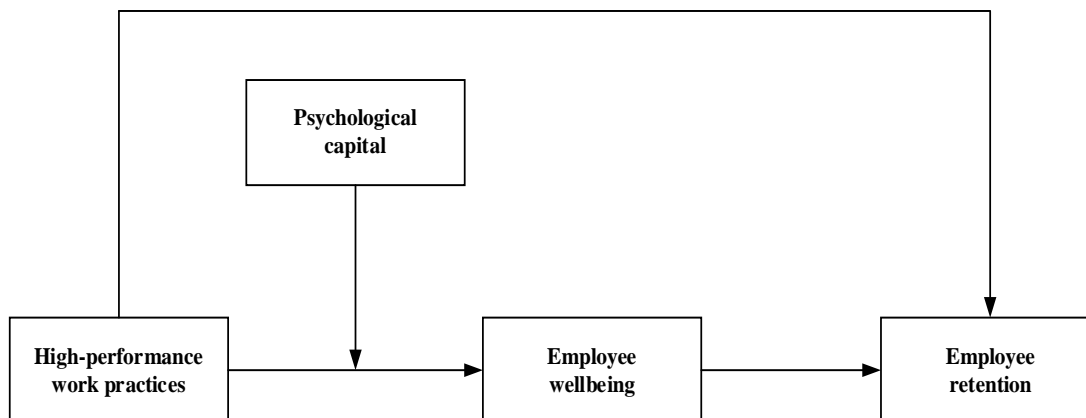 Psychological
capital
High-performance
work practices
Employee
wellbeing
Employee
retention